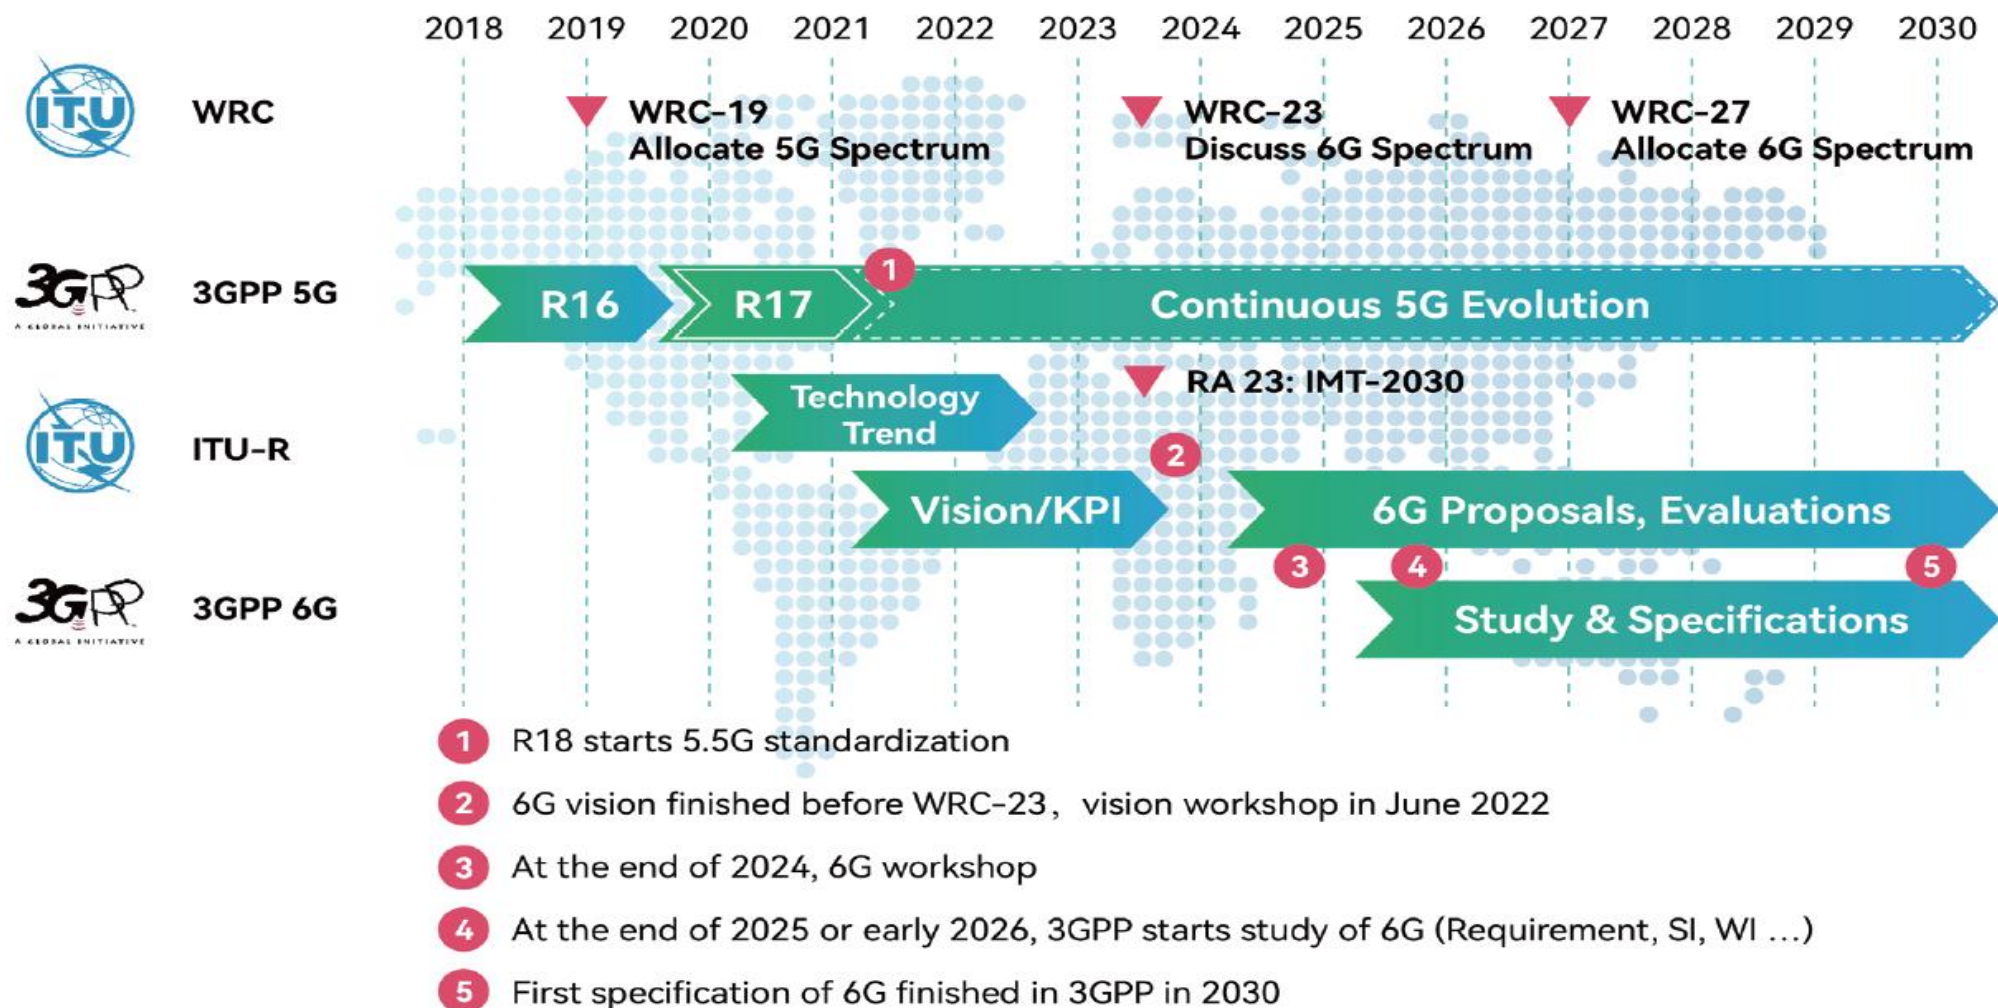 2018 2019 2020 2021 2022 2023 2024 2025 2026 2027 2028 2029 2030
ITU
WRC
WRC-19
Allocate 5G Spectrum
WRC-23
Discuss 6G Spectrum
WRC-27
Allocate 6G Spectrum
3GPP
A GLOBAL INITIATIVE
3GPP 5G
R16
R17
1
Continuous 5G Evolution
ITU
ITU-R
Technology
Trend
RA 23: IMT-2030
2
Vision/KPI
6G Proposals, Evaluations
3
4
5
3GPP
A GLOBAL INITIATIVE
3GPP 6G
Study & Specifications
1 R18 starts 5.5G standardization
2 6G vision finished before WRC-23, vision workshop in June 2022
3 At the end of 2024, 6G workshop
4 At the end of 2025 or early 2026, 3GPP starts study of 6G (Requirement, SI, WI ...)
5 First specification of 6G finished in 3GPP in 2030